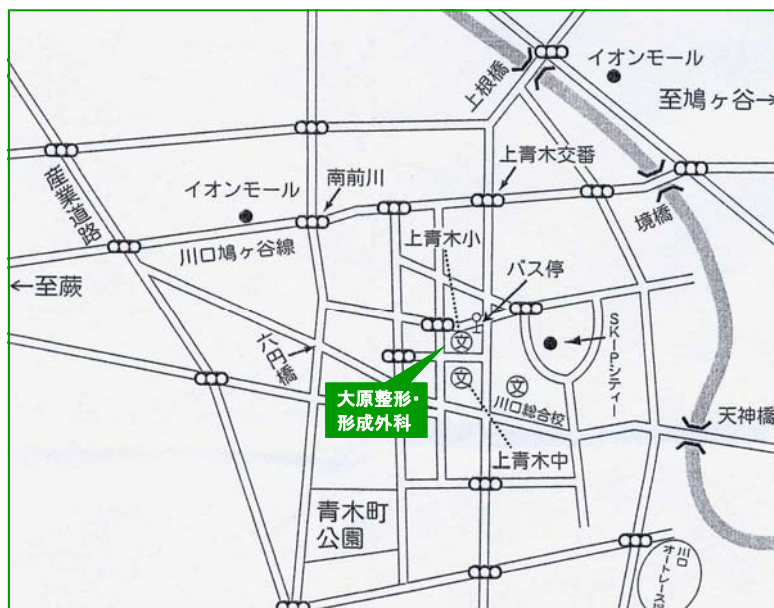 イオンモール
上根橋
至鳩ヶ谷→
上青木交番
南前川
産業道路
イオンモール
境橋
上青木小
川口鳩ヶ谷線
バス停
←至蕨
SKIPシティー
六円橋
文
文
文
大原整形・
形成外科
川口総合校
天神橋
上青木中
青木町
公園
川口
オートレース